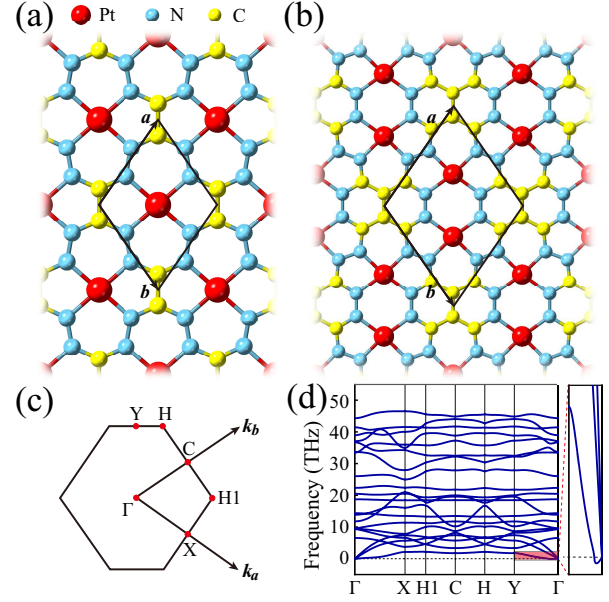 (a) Pt N C (b)
a a
b b
(c) (d)
Y H
k_b
C
Γ H1
X
k_a
Frequency (THz)
50
40
30
20
10
0
Γ X H1 C H Y Γ